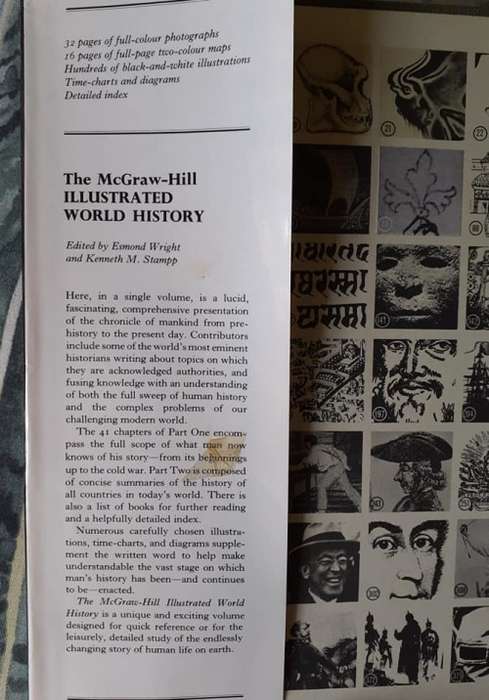 32 pages of full-colour photographs
16 pages of full-page two-colour maps
Hundreds of black-and-white illustrations
Time-charts and diagrams
Detailed index
The McGraw-Hill
ILLUSTRATED
WORLD HISTORY
Edited by Esmond Wright
and Kenneth M. Stampp
Here, in a single volume, is a lucid,
fascinating, comprehensive presentation
of the chronicle of mankind from pre-
history to the present day. Contributors
include some of the world's most eminent
historians writing about topics on which
they are acknowledged authorities, and
fusing knowledge with an understanding
of both the full sweep of human history
and the complex problems of our
challenging modern world.
The 41 chapters of Part One encom-
pass the full scope of what man now
knows of his story—from its beginnings
up to the cold war. Part Two is composed
of concise summaries of the history of
all countries in today's world. There is
also a list of books for further reading
and a helpfully detailed index.
Numerous carefully chosen illustra-
tions, time-charts, and diagrams supple-
ment the written word to help make
understandable the vast stage on which
man's history has been—and continues
to be—enacted.
The McGraw-Hill Illustrated World
History is a unique and exciting volume
designed for quick reference or for the
leisurely, detailed study of the endlessly
changing story of human life on earth.
21
22
141
197